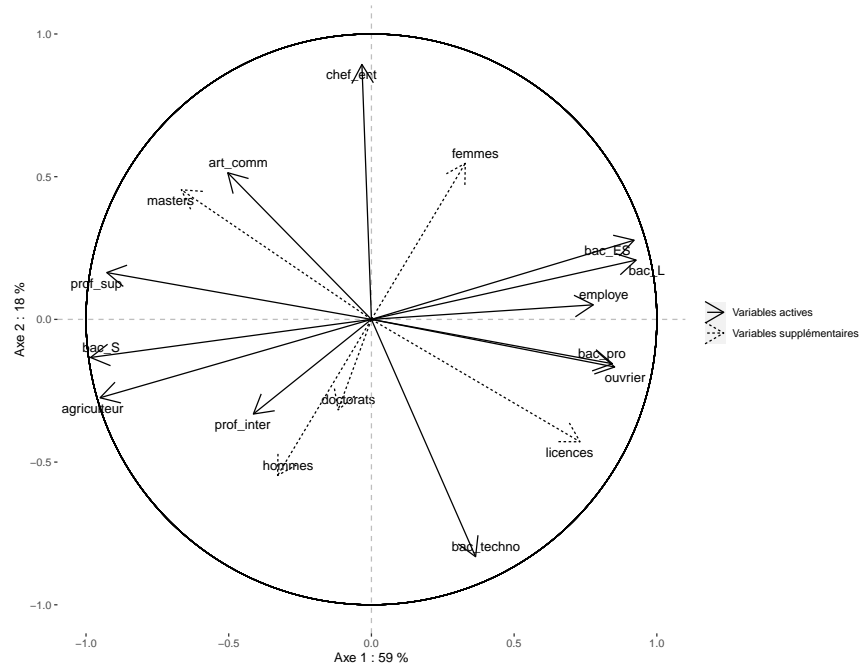 1.0
chef_ent
femmes
art_comm
0.5
masters
bac_ES
bac_L
prof_sup
employe
Variables actives
0.0
Variables supplémentaires
Axe 2 : 18 %
bac_S
bac_pro
ouvrier
agriculteur
doctorats
prof_inter
licences
−0.5
hommes
bac_techno
−1.0
−1.0 −0.5 0.0 0.5 1.0
Axe 1 : 59 %